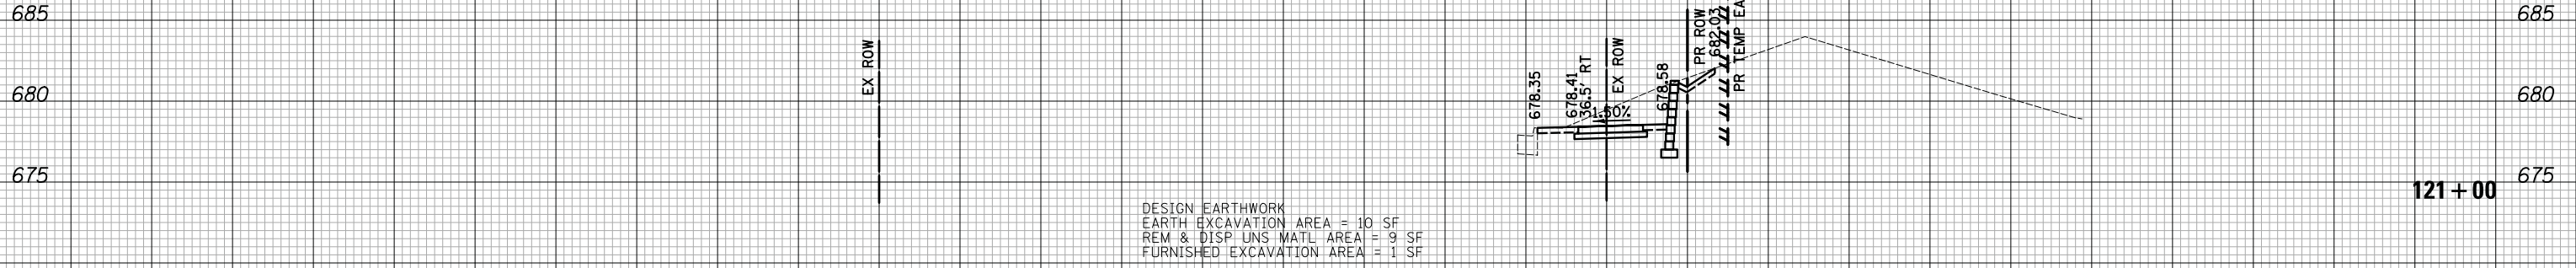 685
685
680
680
675
675
EX ROW
678.35
678.41
36.5' RT
EX ROW
1.50%
678.58
PR ROW
682.03
PR TEMP EA
121+00
DESIGN EARTHWORK
EARTH EXCAVATION AREA = 10 SF
REM & DISP UNS MATL AREA = 9 SF
FURNISHED EXCAVATION AREA = 1 SF